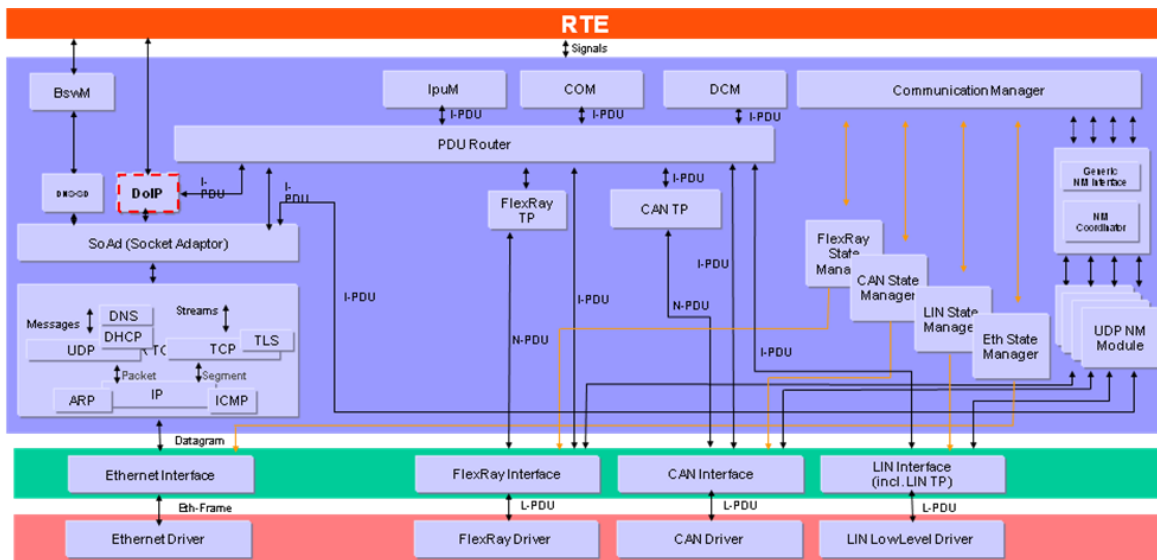 RTE
Signals
BswM
IpuM
COM
DCM
Communication Manager
I-PDU
I-PDU
I-PDU
PDU Router
Generic
NM Interface
NM
Coordinator
DoIP
I-
PDU
I-
PDU
I-PDU
FlexRay
TP
CAN TP
SoAd (Socket Adaptor)
FlexRay
State
Manager
CAN State
Manager
LIN State
Manager
Eth State
Manager
UDP NM
Module
I-PDU
I-PDU
I-PDU
N-PDU
N-PDU
I-PDU
Messages
DNS
DHCP
UDP
Streams
TCP
TLS
Packet
Segment
ARP
IP
ICMP
Datagram
Ethernet Interface
FlexRay Interface
CAN Interface
LIN Interface
(incl. LIN TP)
Eth-Frame
L-PDU
L-PDU
L-PDU
Ethernet Driver
FlexRay Driver
CAN Driver
LIN LowLevel Driver